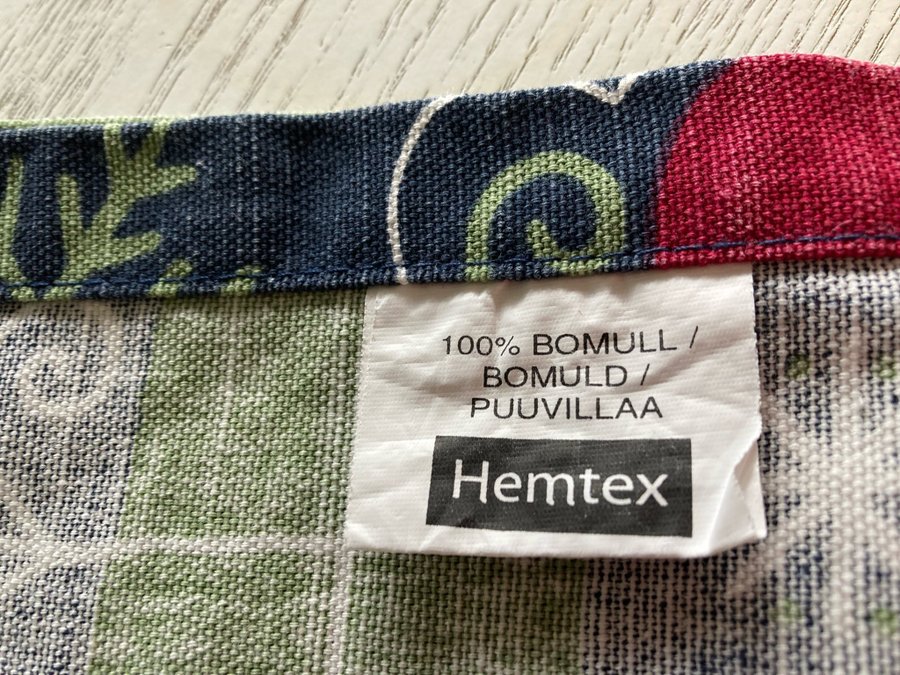 100% BOMULL /
BOMULD /
PUUVILLAA
Hemtex